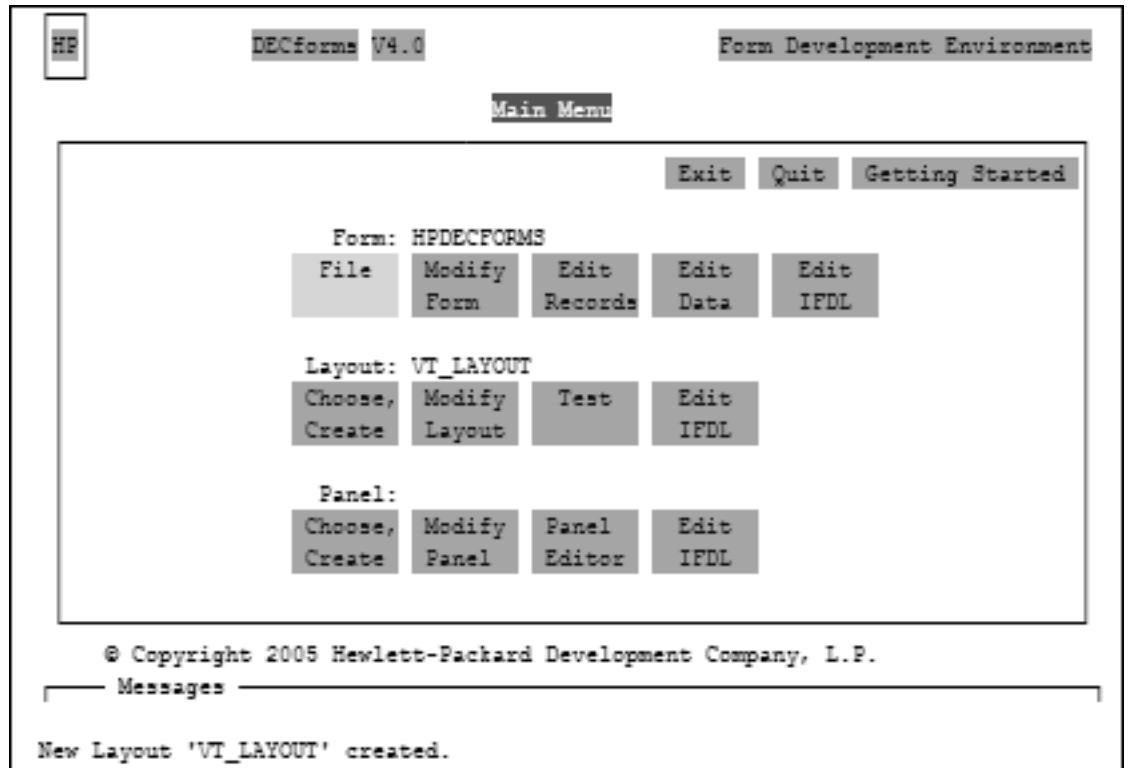 HP DECforms V4.0 Form Development Environment
Main Menu
Exit Quit Getting Started
Form: HPDECFORMS
File Modify Edit Edit Edit
Form Records Data IFDL
Layout: VT_LAYOUT
Choose, Modify Test Edit
Create Layout IFDL
Panel:
Choose, Modify Panel Edit
Create Panel Editor IFDL
© Copyright 2005 Hewlett-Packard Development Company, L.P.
Messages
New Layout 'VT_LAYOUT' created.